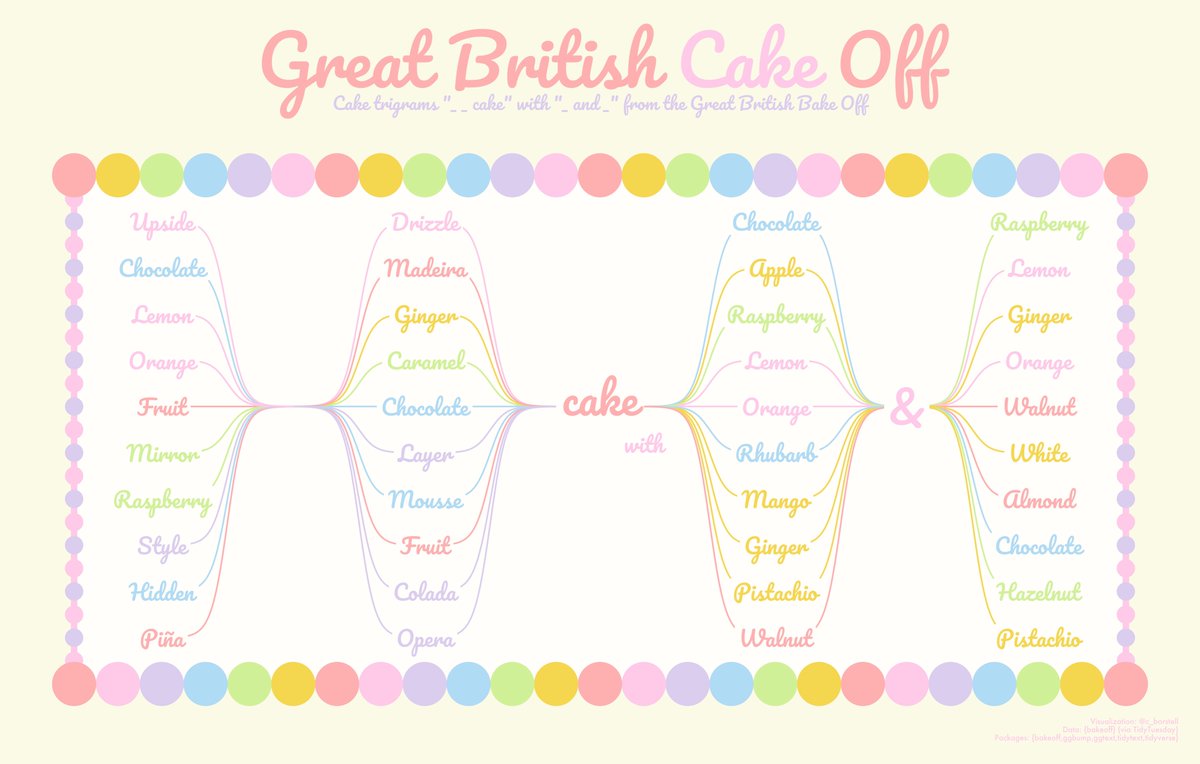 Great British Cake Off
Cake trigrams "_ _ cake" with "_ and _" from the Great British Bake Off
Upside
Chocolate
Lemon
Orange
Fruit
Mirror
Raspberry
Style
Hidden
Piña
Drizzle
Madeira
Ginger
Caramel
Chocolate
Layer
Mousse
Fruit
Colada
Opera
cake
with
Chocolate
Apple
Raspberry
Lemon
Orange
Rhubarb
Mango
Ginger
Pistachio
Walnut
&
Raspberry
Lemon
Ginger
Orange
Walnut
White
Almond
Chocolate
Hazelnut
Pistachio
Visualization: @c_borstell
Data: {bakeoff} (via TidyTuesday)
Packages: {bakeoff,ggbump,ggtext,tidytext,tidyverse}